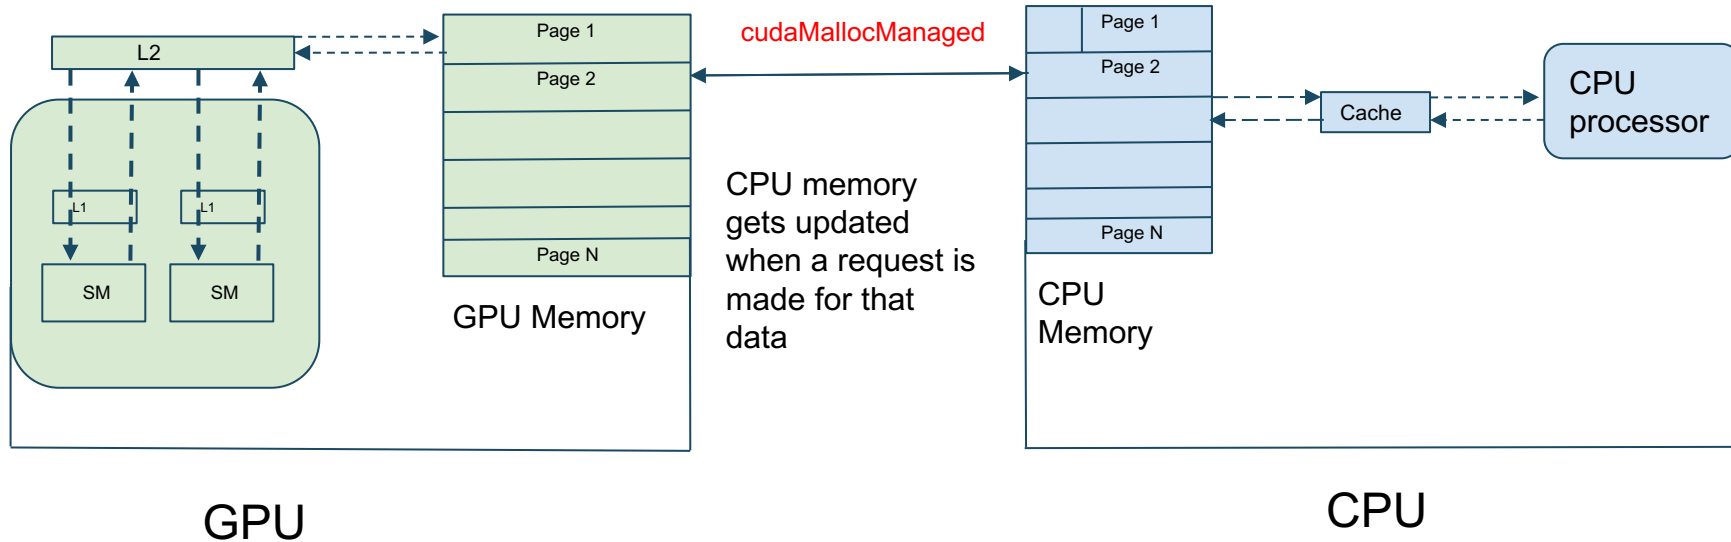 L2
L1
L1
SM
SM
Page 1
Page 2
Page N
GPU Memory
GPU
cudaMallocManaged
CPU memory
gets updated
when a request is
made for that
data
Page 1
Page 2
Page N
CPU
Memory
Cache
CPU
processor
CPU